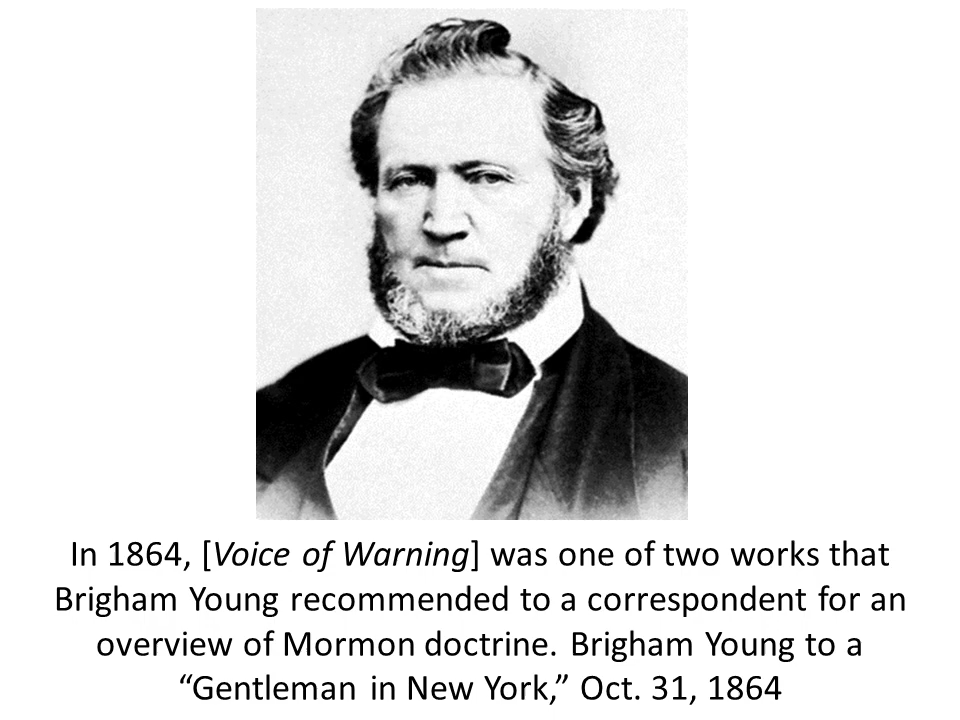 In 1864, [Voice of Warning] was one of two works that
Brigham Young recommended to a correspondent for an
overview of Mormon doctrine. Brigham Young to a
“Gentleman in New York,” Oct. 31, 1864